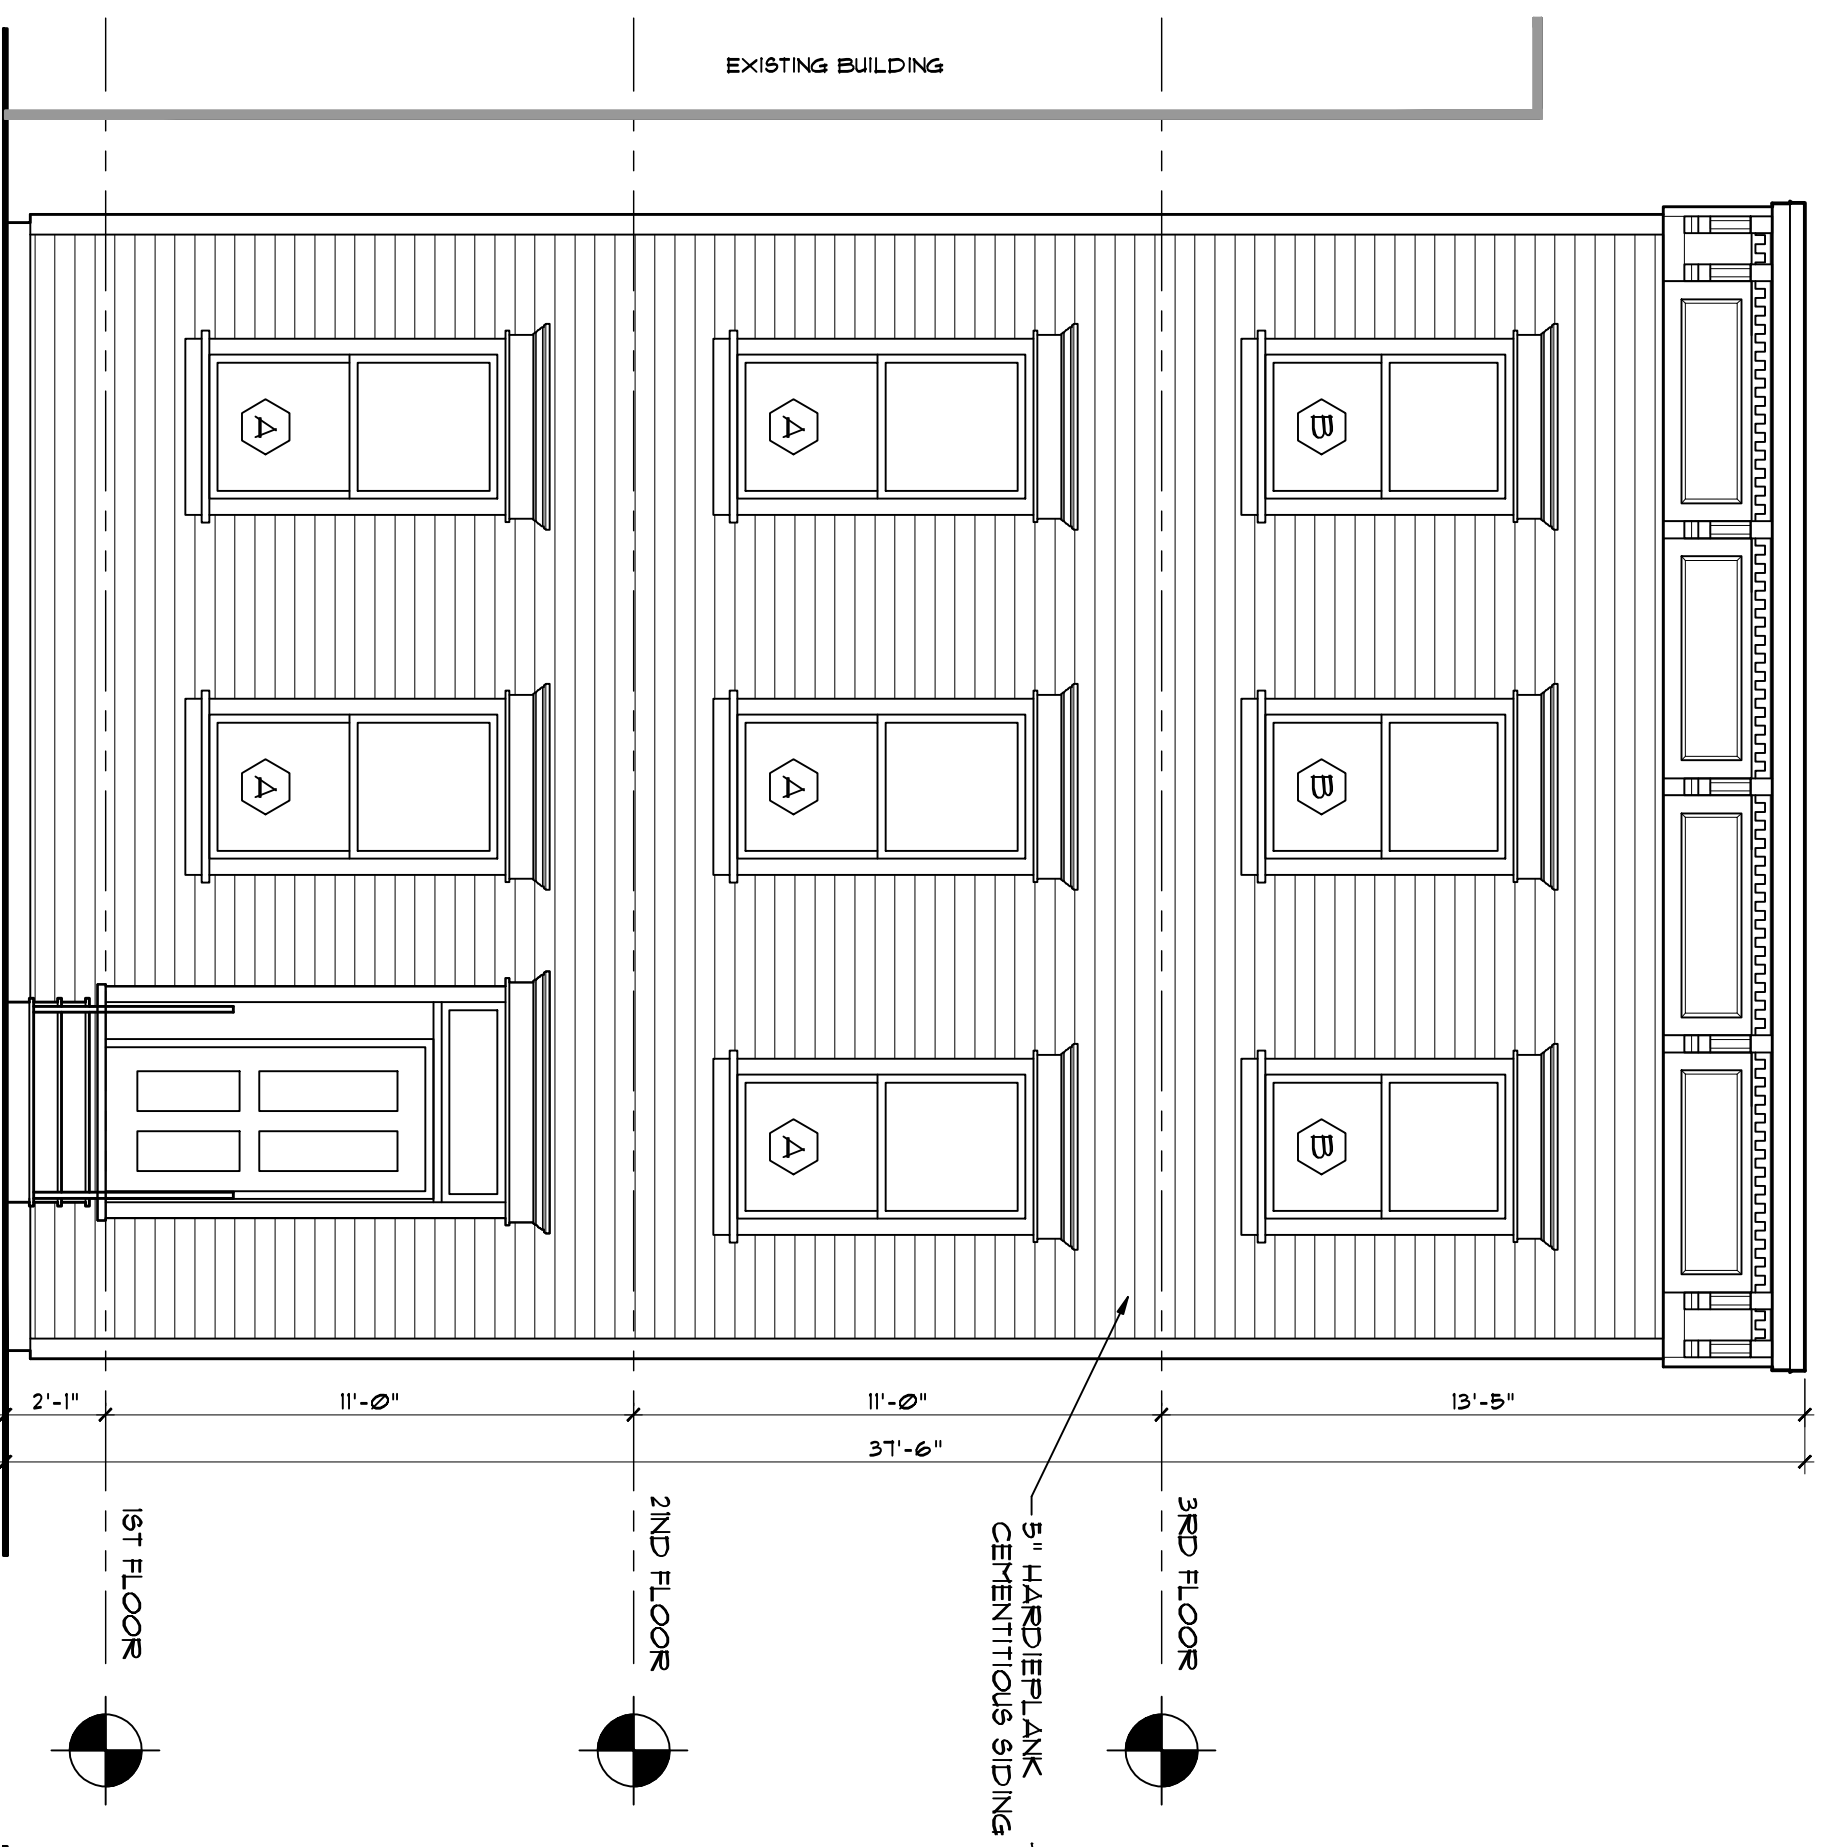 EXISTING BUILDING
A
A
B
A
A
B
A
B
2'-1"
11'-0"
11'-0"
13'-5"
37'-6"
1ST FLOOR
2IND FLOOR
3RD FLOOR
5" HARDIEPLANK
CEMENTITIOUS SIDING